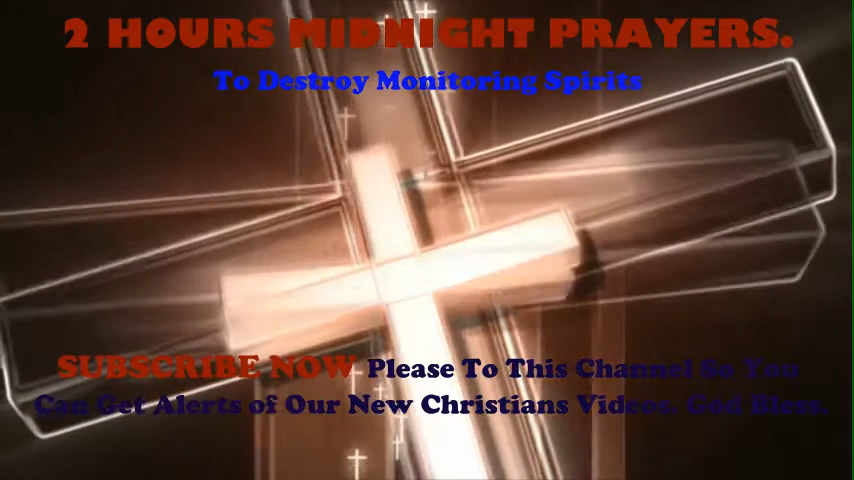 2 HOURS MIDNIGHT PRAYERS.
To Destroy Monitoring Spirits
SUBSCRIBE NOW Please To This Channel So You
Can Get Alerts of Our New Christians Videos. God Bless.